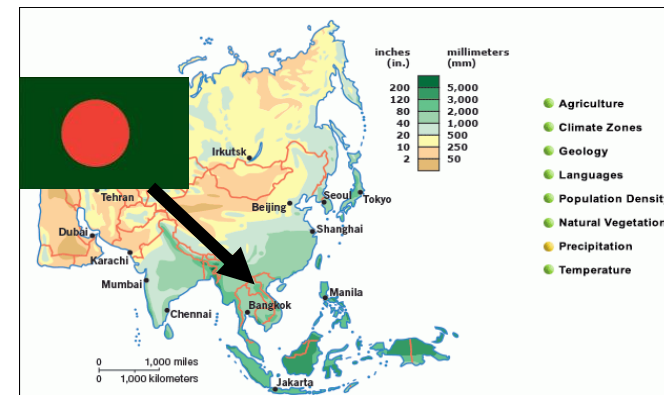 inches
(in.)
millimeters
(mm)
200 5,000
120 3,000
80 2,000
40 1,000
20 500
10 250
2 50
Agriculture
Climate Zones
Geology
Languages
Population Density
Natural Vegetation
Precipitation
Temperature
Irkutsk
Tehran
Beijing
Seoul
Tokyo
Dubai
Shanghai
Karachi
Mumbai
Manila
Bangkok
Chennai
0 1,000 miles
0 1,000 kilometers
Jakarta